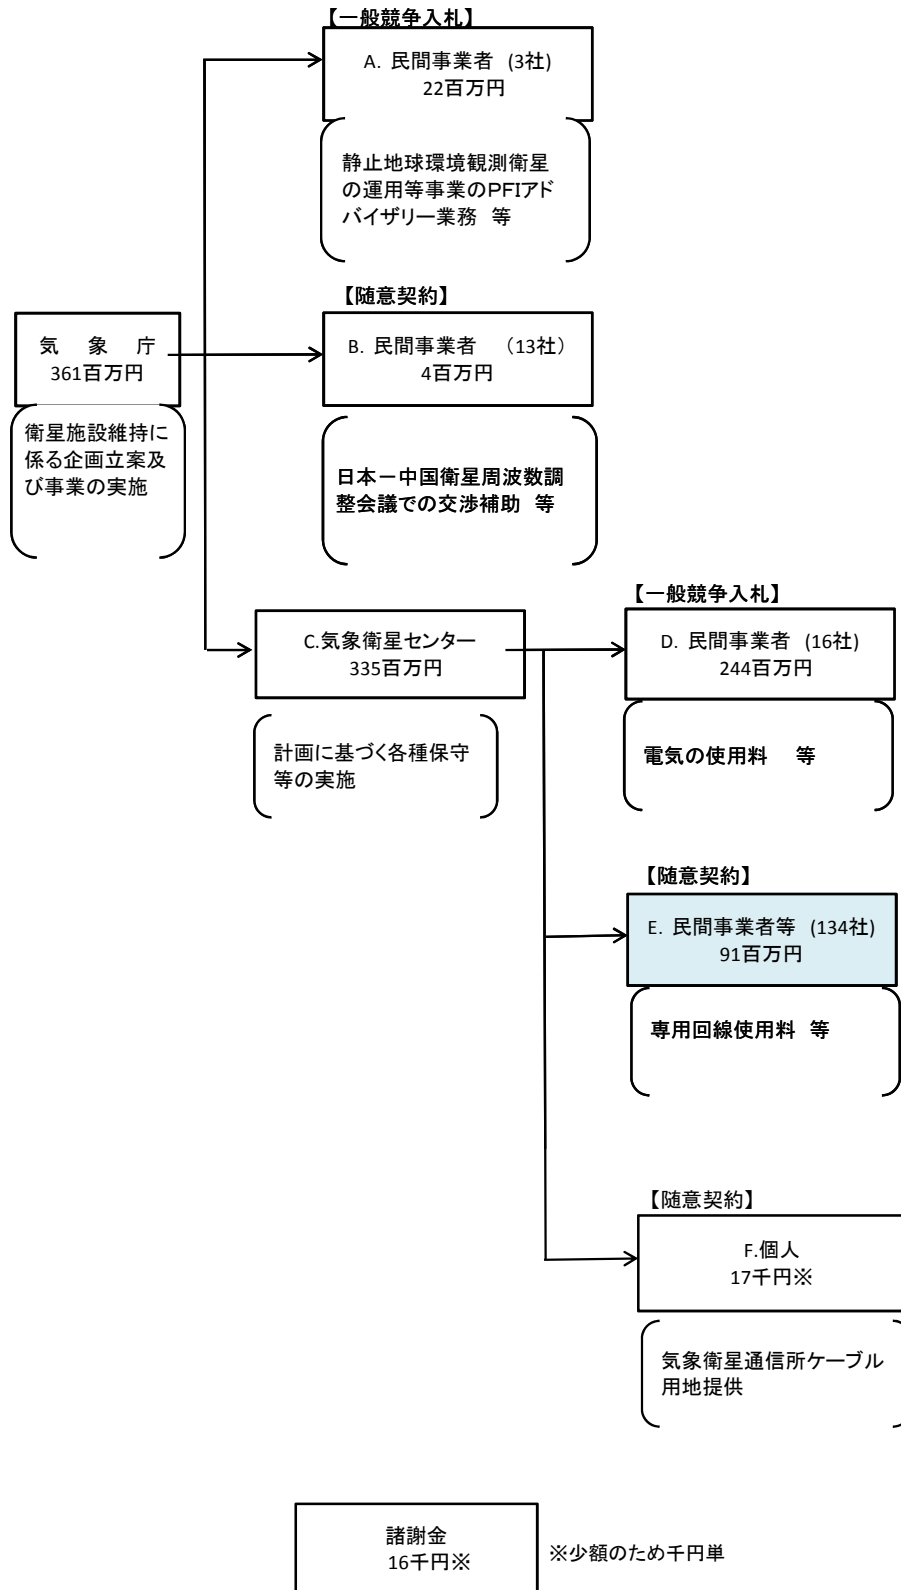 【一般競争入札】
A. 民間事業者 (3社)
22百万円
静止地球環境観測衛星
の運用等事業のPFIアド
バイザリー業務 等
【随意契約】
気 象 庁
361百万円
B. 民間事業者 （13社）
4百万円
衛星施設維持に
係る企画立案及
び事業の実施
日本－中国衛星周波数調
整会議での交渉補助 等
【一般競争入札】
C.気象衛星センター
335百万円
D. 民間事業者 (16社)
244百万円
計画に基づく各種保守
等の実施
電気の使用料 等
【随意契約】
E. 民間事業者等 (134社)
91百万円
専用回線使用料 等
【随意契約】
F.個人
17千円※
気象衛星通信所ケーブル
用地提供
諸謝金
16千円※
※少額のため千円単